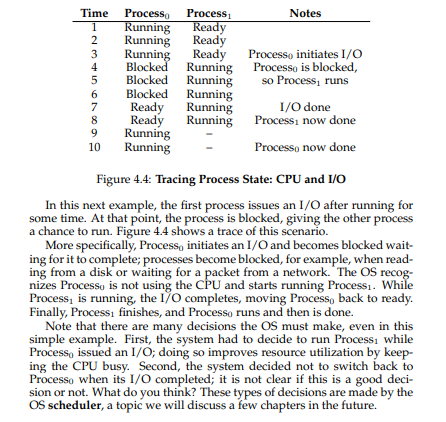 Time Process₀ Process₁ Notes
1 Running Ready
2 Running Ready
3 Running Ready Process₀ initiates I/O
4 Blocked Running Process₀ is blocked,
5 Blocked Running so Process₁ runs
6 Blocked Running
7 Ready Running I/O done
8 Ready Running Process₁ now done
9 Running –
10 Running – Process₀ now done
Figure 4.4: Tracing Process State: CPU and I/O
In this next example, the first process issues an I/O after running for
some time. At that point, the process is blocked, giving the other process
a chance to run. Figure 4.4 shows a trace of this scenario.
More specifically, Process₀ initiates an I/O and becomes blocked wait-
ing for it to complete; processes become blocked, for example, when read-
ing from a disk or waiting for a packet from a network. The OS recog-
nizes Process₀ is not using the CPU and starts running Process₁. While
Process₁ is running, the I/O completes, moving Process₀ back to ready.
Finally, Process₁ finishes, and Process₀ runs and then is done.
Note that there are many decisions the OS must make, even in this
simple example. First, the system had to decide to run Process₁ while
Process₀ issued an I/O; doing so improves resource utilization by keep-
ing the CPU busy. Second, the system decided not to switch back to
Process₀ when its I/O completed; it is not clear if this is a good deci-
sion or not. What do you think? These types of decisions are made by the
OS scheduler, a topic we will discuss a few chapters in the future.